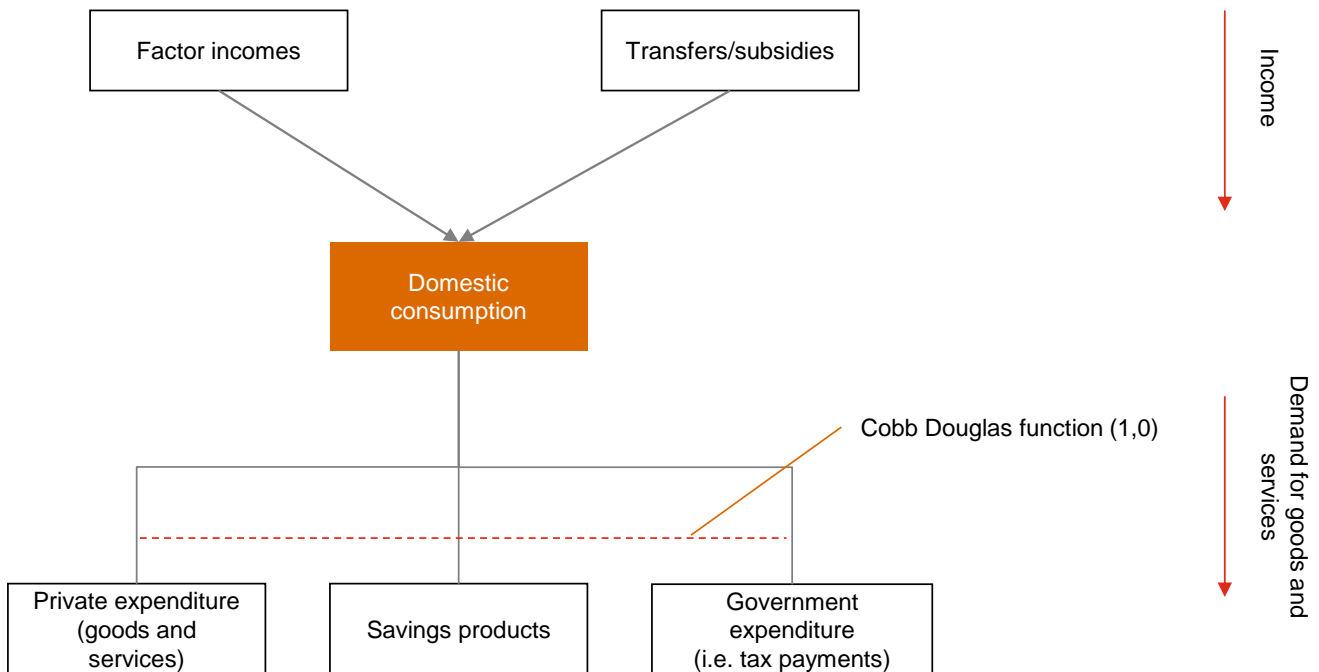 Factor incomes
Transfers/subsidies
Income
Domestic
consumption
Cobb Douglas function (1,0)
Demand for goods and
services
Private expenditure
(goods and
services)
Savings products
Government
expenditure
(i.e. tax payments)